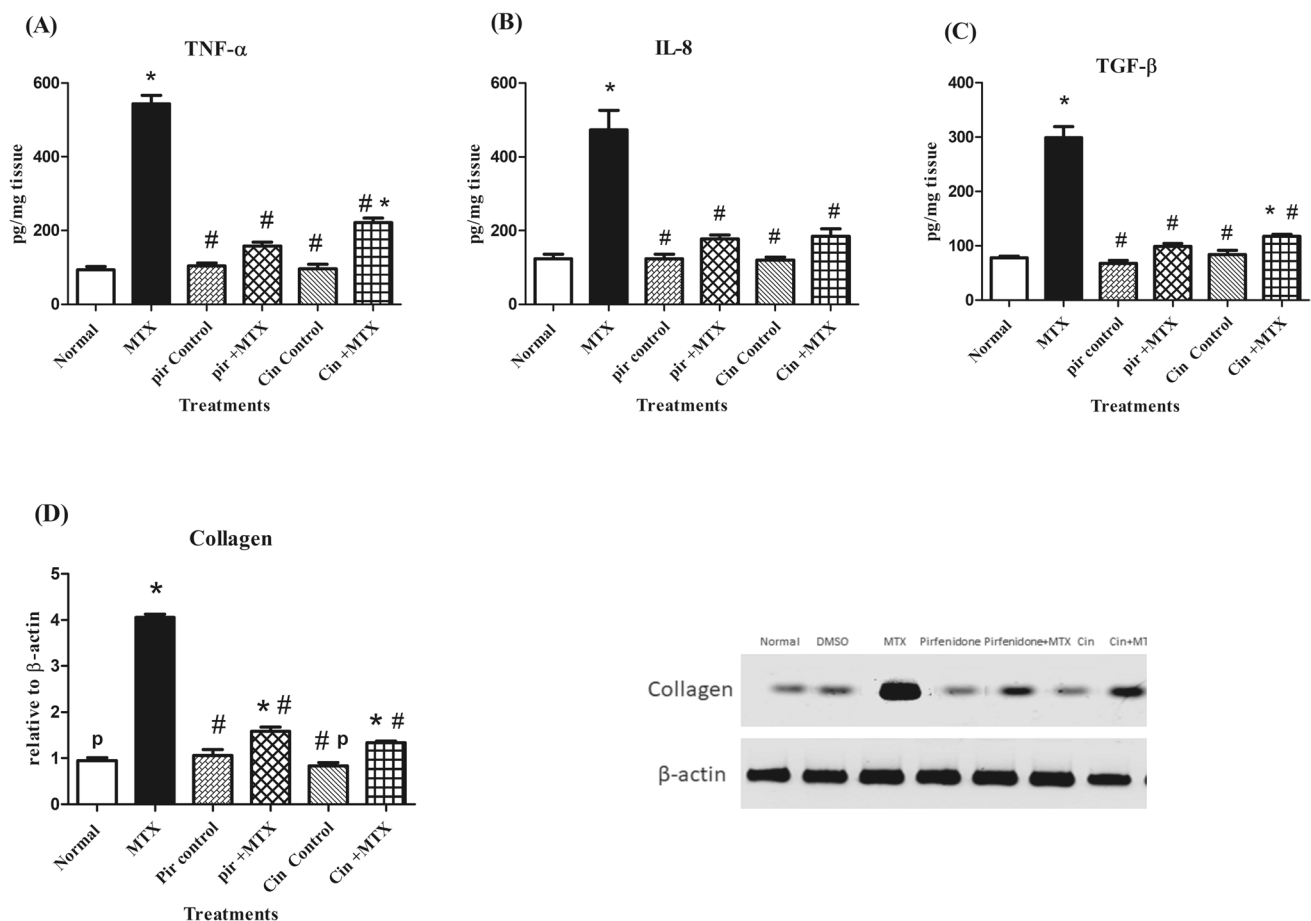 (A)
TNF-α
pg/mg tissue
600
400
200
0
*
#
#
#
# *
Normal
MTX
pir Control
pir +MTX
Cin Control
Cin +MTX
Treatments
(B)
IL-8
pg/mg tissue
600
400
200
0
*
#
#
#
#
Normal
MTX
pir control
pir +MTX
Cin Control
Cin +MTX
Treatments
(C)
TGF-β
pg/mg tissue
400
300
200
100
0
*
#
#
#
* #
Normal
MTX
pir control
pir +MTX
Cin Control
Cin +MTX
Treatments
(D)
Collagen
relative to β-actin
5
4
3
2
1
0
p
*
#
* #
# p
* #
Normal
MTX
Pir control
pir +MTX
Cin Control
Cin +MTX
Treatments
Normal DMSO MTX Pirfenidone Pirfenidone+MTX Cin Cin+MT
Collagen
β-actin